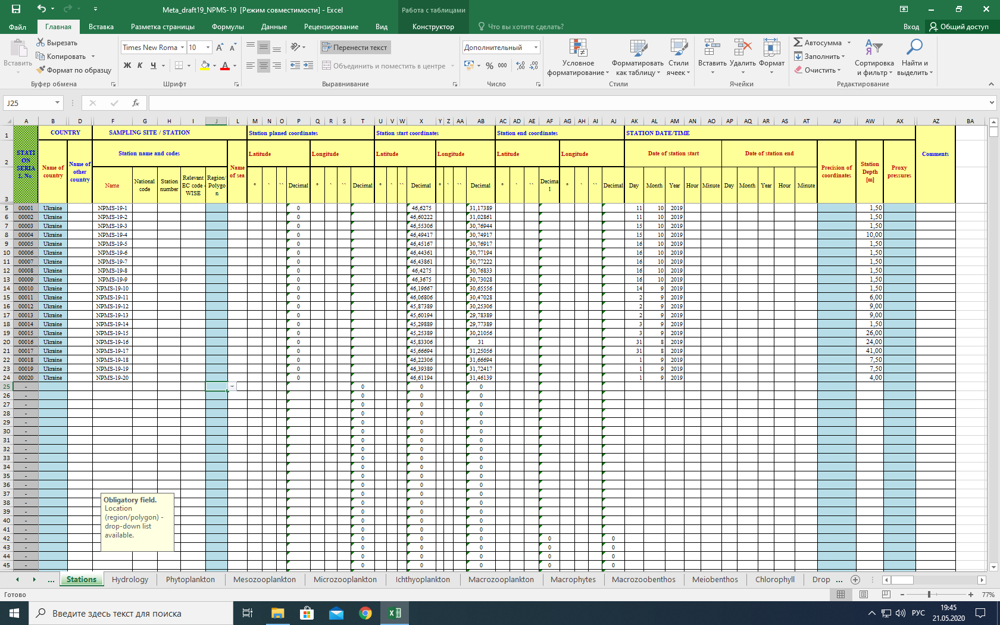 Meta_draft19_NPMS-19 [Режим совместимости] - Excel
Работа с таблицами
Файл Главная Вставка Разметка страницы Формулы Данные Рецензирование Вид Конструктор Что вы хотите сделать? Вход Общий доступ
Вставить
Вырезать
Копировать
Формат по образцу
Буфер обмена
Times New Roma 10
Ж К Ч
Шрифт
Перенести текст
Объединить и поместить в центре
Выравнивание
Дополнительный
% 000
Число
Условное форматирование
Форматировать как таблицу
Стили ячеек
Стили
Вставить Удалить Формат
Ячейки
Автосумма
Заполнить
Очистить
Сортировка и фильтр
Найти и выделить
Редактирование
J25 fx
A B D F G H I J L M N O P Q R S T U V W X Y Z AA AB AC AD AE AF AG AH AI AJ AK AL AM AN AO AP AQ AR AS AT AU AW AX AZ BA
1 COUNTRY SAMPLING SITE / STATION Station planed coordinates Station start coordinates Station end coordinates STATION DATE/TIME
2 STATION SERIAL No Name of country Name of other country Station name and codes Name of sea Latitude Longitude Latitude Longitude Latitude Longitude Date of station start Date of station end Precision of coordinates Station Depth [m] Proxy pressures Comments
3 Name National code Station number Relevant EC code - WISE Region/Polygon ° ` `` Decimal ° ` `` Decimal ° ` `` Decimal ° ` `` Decimal ° ` `` Decimal ° ` `` Decimal Day Month Year Hour Minute Day Month Year Hour Minute
5 00001 Ukraine NPMS-19-1 0 46,6275 31,17389 11 10 2019 1,50
6 00002 Ukraine NPMS-19-2 0 46,60222 31,02861 11 10 2019 1,50
7 00003 Ukraine NPMS-19-3 0 46,55306 30,76944 15 10 2019 1,50
8 00004 Ukraine NPMS-19-4 0 46,49417 30,74917 15 10 2019 10,00
9 00005 Ukraine NPMS-19-5 0 46,45167 30,76917 16 10 2019 1,50
10 00006 Ukraine NPMS-19-6 0 46,44361 30,77194 16 10 2019 1,50
11 00007 Ukraine NPMS-19-7 0 46,43861 30,77222 16 10 2019 1,50
12 00008 Ukraine NPMS-19-8 0 46,4275 30,76833 16 10 2019 1,50
13 00009 Ukraine NPMS-19-9 0 46,3675 30,73028 16 10 2019 1,50
14 00010 Ukraine NPMS-19-10 0 46,19667 30,65556 14 9 2019 1,50
15 00011 Ukraine NPMS-19-11 0 46,06806 30,47028 2 9 2019 6,00
16 00012 Ukraine NPMS-19-12 0 45,87389 30,25306 2 9 2019 9,00
17 00013 Ukraine NPMS-19-13 0 45,60194 29,78389 2 9 2019 9,00
18 00014 Ukraine NPMS-19-14 0 45,29889 29,77389 3 9 2019 1,50
19 00015 Ukraine NPMS-19-15 0 45,25389 30,21056 3 9 2019 26,00
20 00016 Ukraine NPMS-19-16 0 45,83306 31 31 8 2019 24,00
21 00017 Ukraine NPMS-19-17 0 45,66694 31,25056 31 8 2019 41,00
22 00018 Ukraine NPMS-19-18 0 46,22306 31,66694 1 9 2019 7,50
23 00019 Ukraine NPMS-19-19 0 46,39389 31,72417 1 9 2019 7,50
24 00020 Ukraine NPMS-19-20 0 46,61194 31,46139 1 9 2019 4,00
25 - 0 0 0
26 - 0 0 0
27 - 0 0 0
28 - 0 0 0
29 - 0 0 0
30 - 0 0 0
31 - 0 0 0
32 - 0 0 0
33 - 0 0 0
34 - 0 0 0
35 - 0 0 0
36 - 0 0 0
37 - 0 0 0
38 - 0 0 0
39 - 0 0 0
40 - 0 0 0
41 - 0 0 0
42 - 0 0 0 0 0
43 - 0 0 0 0 0
44 - 0 0 0 0 0
45 - 0 0 0 0 0
Obligatory field.
Location
(region/polygon) -
drop-down list
available.
... Stations Hydrology Phytoplankton Mesozooplankton Microzooplankton Ichthyoplankton Macrozooplankton Macrophytes Macrozoobenthos Meiobenthos Chlorophyll Drop ...
Готово 77%
Введите здесь текст для поиска
РУС
19:45
21.05.2020